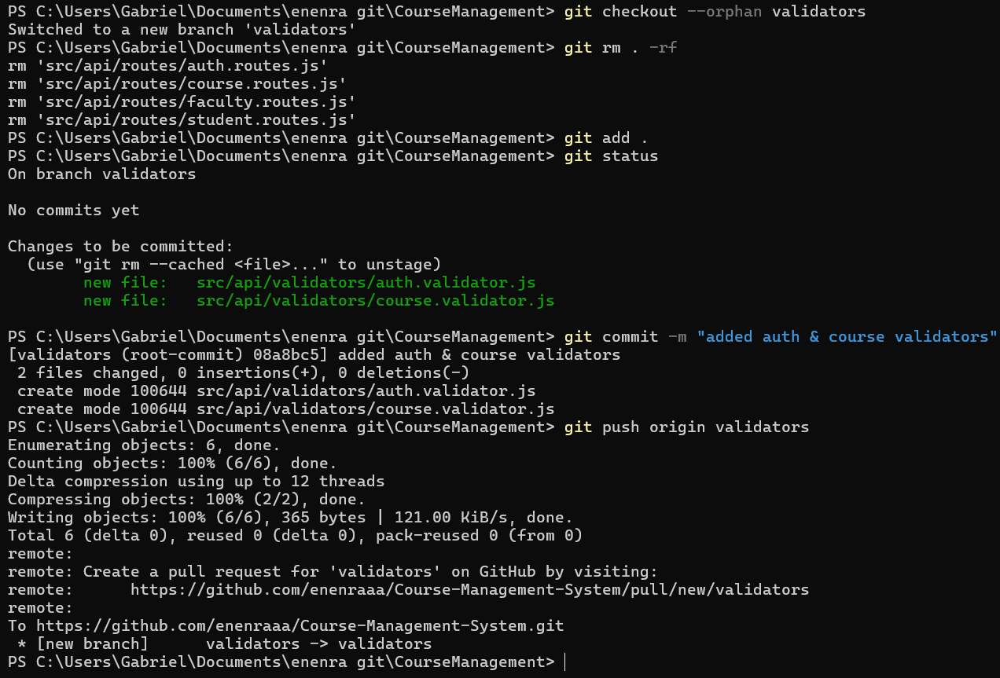 PS C:\Users\Gabriel\Documents\enenra git\CourseManagement> git checkout --orphan validators
Switched to a new branch 'validators'
PS C:\Users\Gabriel\Documents\enenra git\CourseManagement> git rm . -rf
rm 'src/api/routes/auth.routes.js'
rm 'src/api/routes/course.routes.js'
rm 'src/api/routes/faculty.routes.js'
rm 'src/api/routes/student.routes.js'
PS C:\Users\Gabriel\Documents\enenra git\CourseManagement> git add .
PS C:\Users\Gabriel\Documents\enenra git\CourseManagement> git status
On branch validators

No commits yet

Changes to be committed:
  (use "git rm --cached <file>..." to unstage)
        new file:   src/api/validators/auth.validator.js
        new file:   src/api/validators/course.validator.js

PS C:\Users\Gabriel\Documents\enenra git\CourseManagement> git commit -m "added auth & course validators"
[validators (root-commit) 08a8bc5] added auth & course validators
 2 files changed, 0 insertions(+), 0 deletions(-)
 create mode 100644 src/api/validators/auth.validator.js
 create mode 100644 src/api/validators/course.validator.js
PS C:\Users\Gabriel\Documents\enenra git\CourseManagement> git push origin validators
Enumerating objects: 6, done.
Counting objects: 100% (6/6), done.
Delta compression using up to 12 threads
Compressing objects: 100% (2/2), done.
Writing objects: 100% (6/6), 365 bytes | 121.00 KiB/s, done.
Total 6 (delta 0), reused 0 (delta 0), pack-reused 0 (from 0)
remote:
remote: Create a pull request for 'validators' on GitHub by visiting:
remote:      https://github.com/enenraaa/Course-Management-System/pull/new/validators
remote:
To https://github.com/enenraaa/Course-Management-System.git
 * [new branch]      validators -> validators
PS C:\Users\Gabriel\Documents\enenra git\CourseManagement>